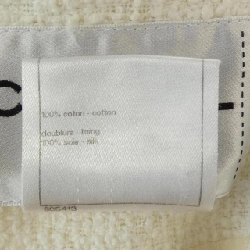 C
100% coton - cotton
doublure - lining
100% soie - silk